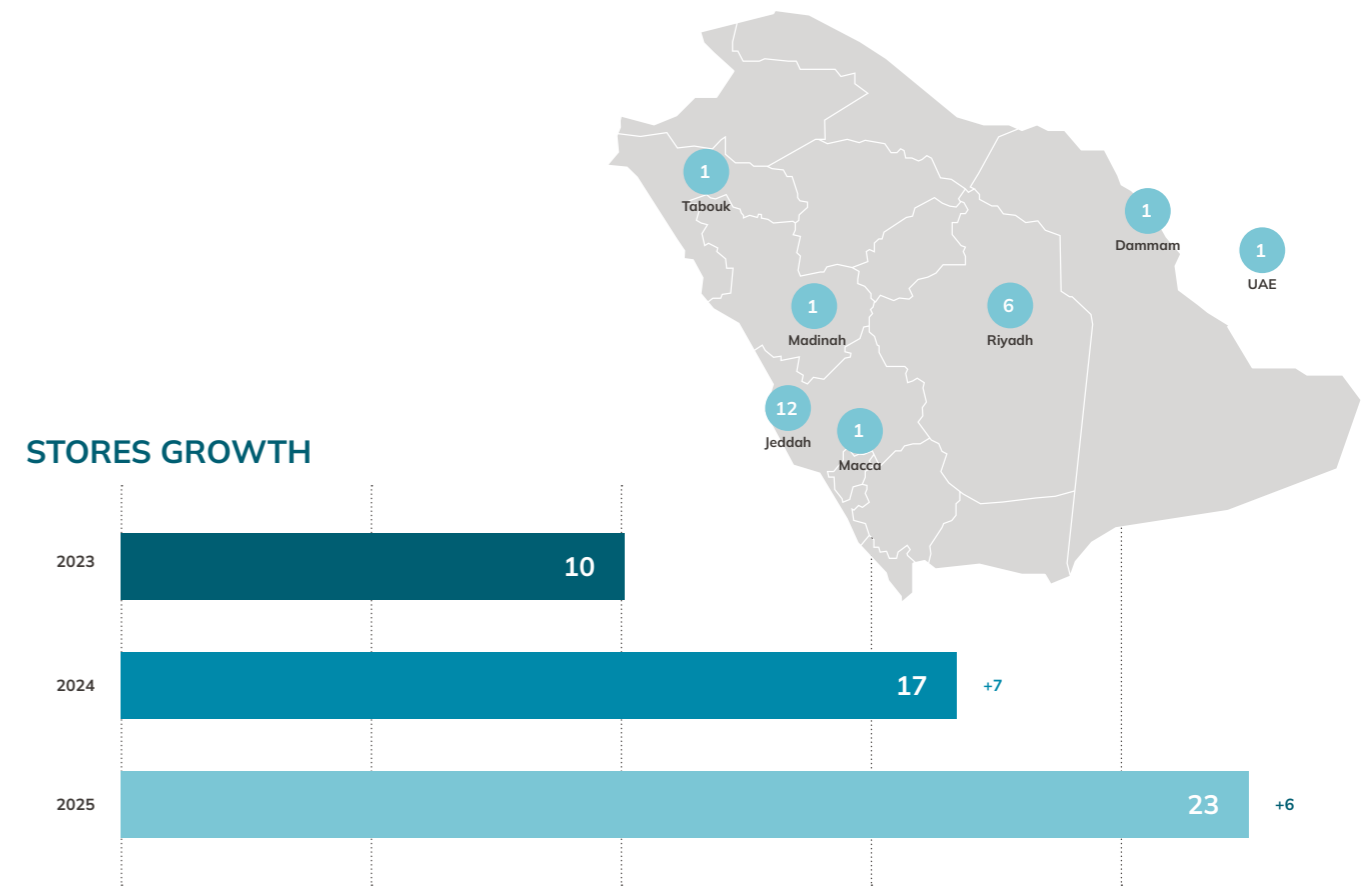 1
Tabouk
1
Dammam
1
UAE
1
Madinah
6
Riyadh
12
Jeddah
1
Macca
STORES GROWTH
2023
10
2024
17
+7
2025
23
+6